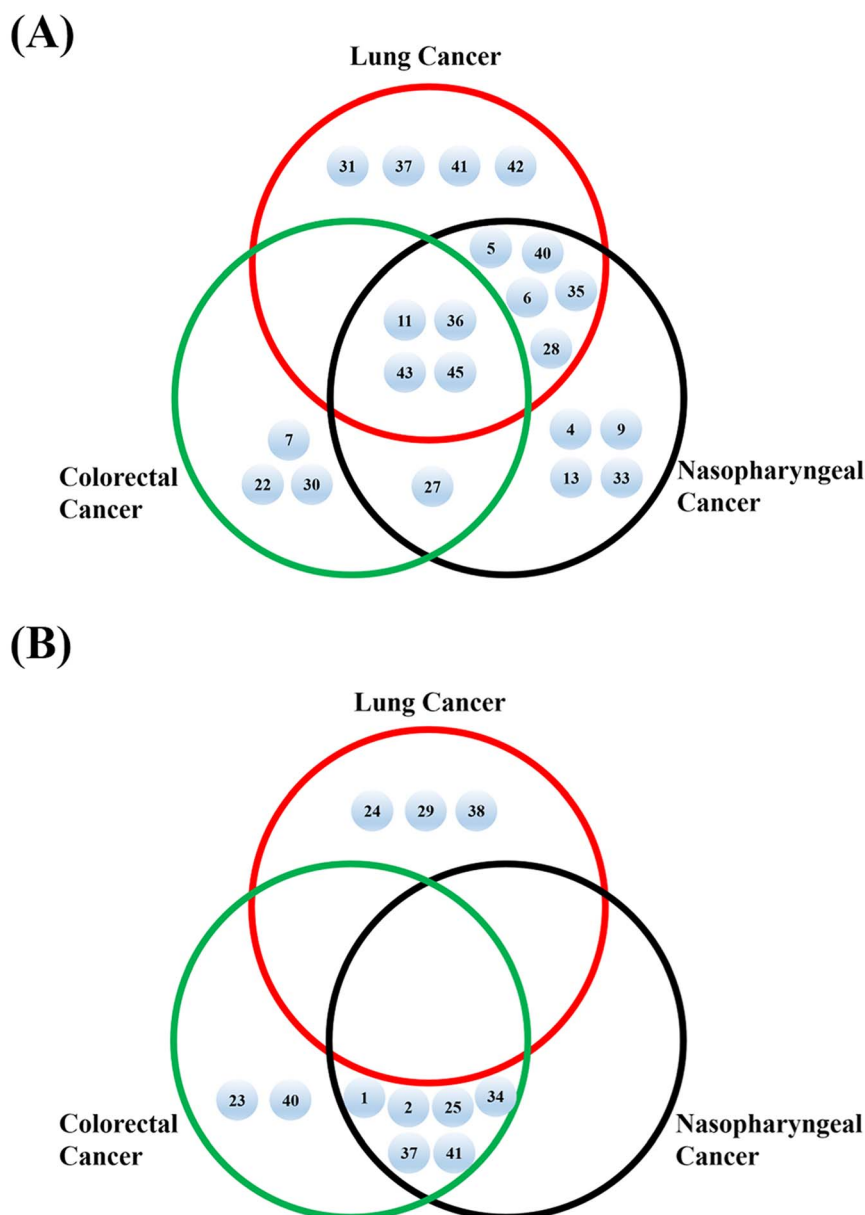 (A)
Lung Cancer
31 37 41 42
5 40
6 35
11 36
28
43 45
7
4 9
Colorectal
Cancer
22 30
27
13 33
Nasopharyngeal
Cancer
(B)
Lung Cancer
24 29 38
23 40
1 2 25 34
Colorectal
Cancer
37 41
Nasopharyngeal
Cancer